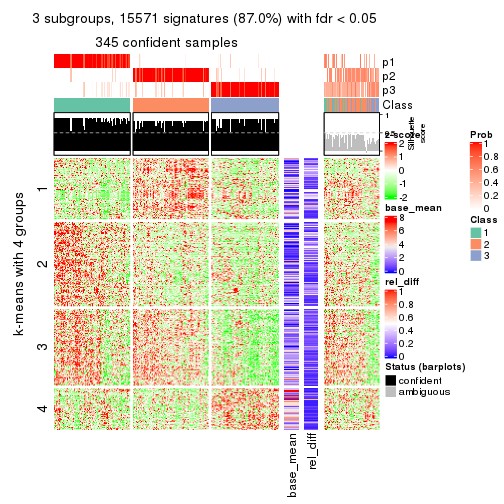 3 subgroups, 15571 signatures (87.0%) with fdr < 0.05
345 confident samples
p1
p2
p3
Class
1
0.5
Silhouette
score
k-means with 4 groups
1
2
3
4
base_mean
rel_diff
z-score
2
1
0
-1
-2
base_mean
8
6
4
2
0
rel_diff
1
0.8
0.6
0.4
0.2
0
Status (barplots)
confident
ambiguous
Prob
1
0.8
0.6
0.4
0.2
0
Class
1
2
3